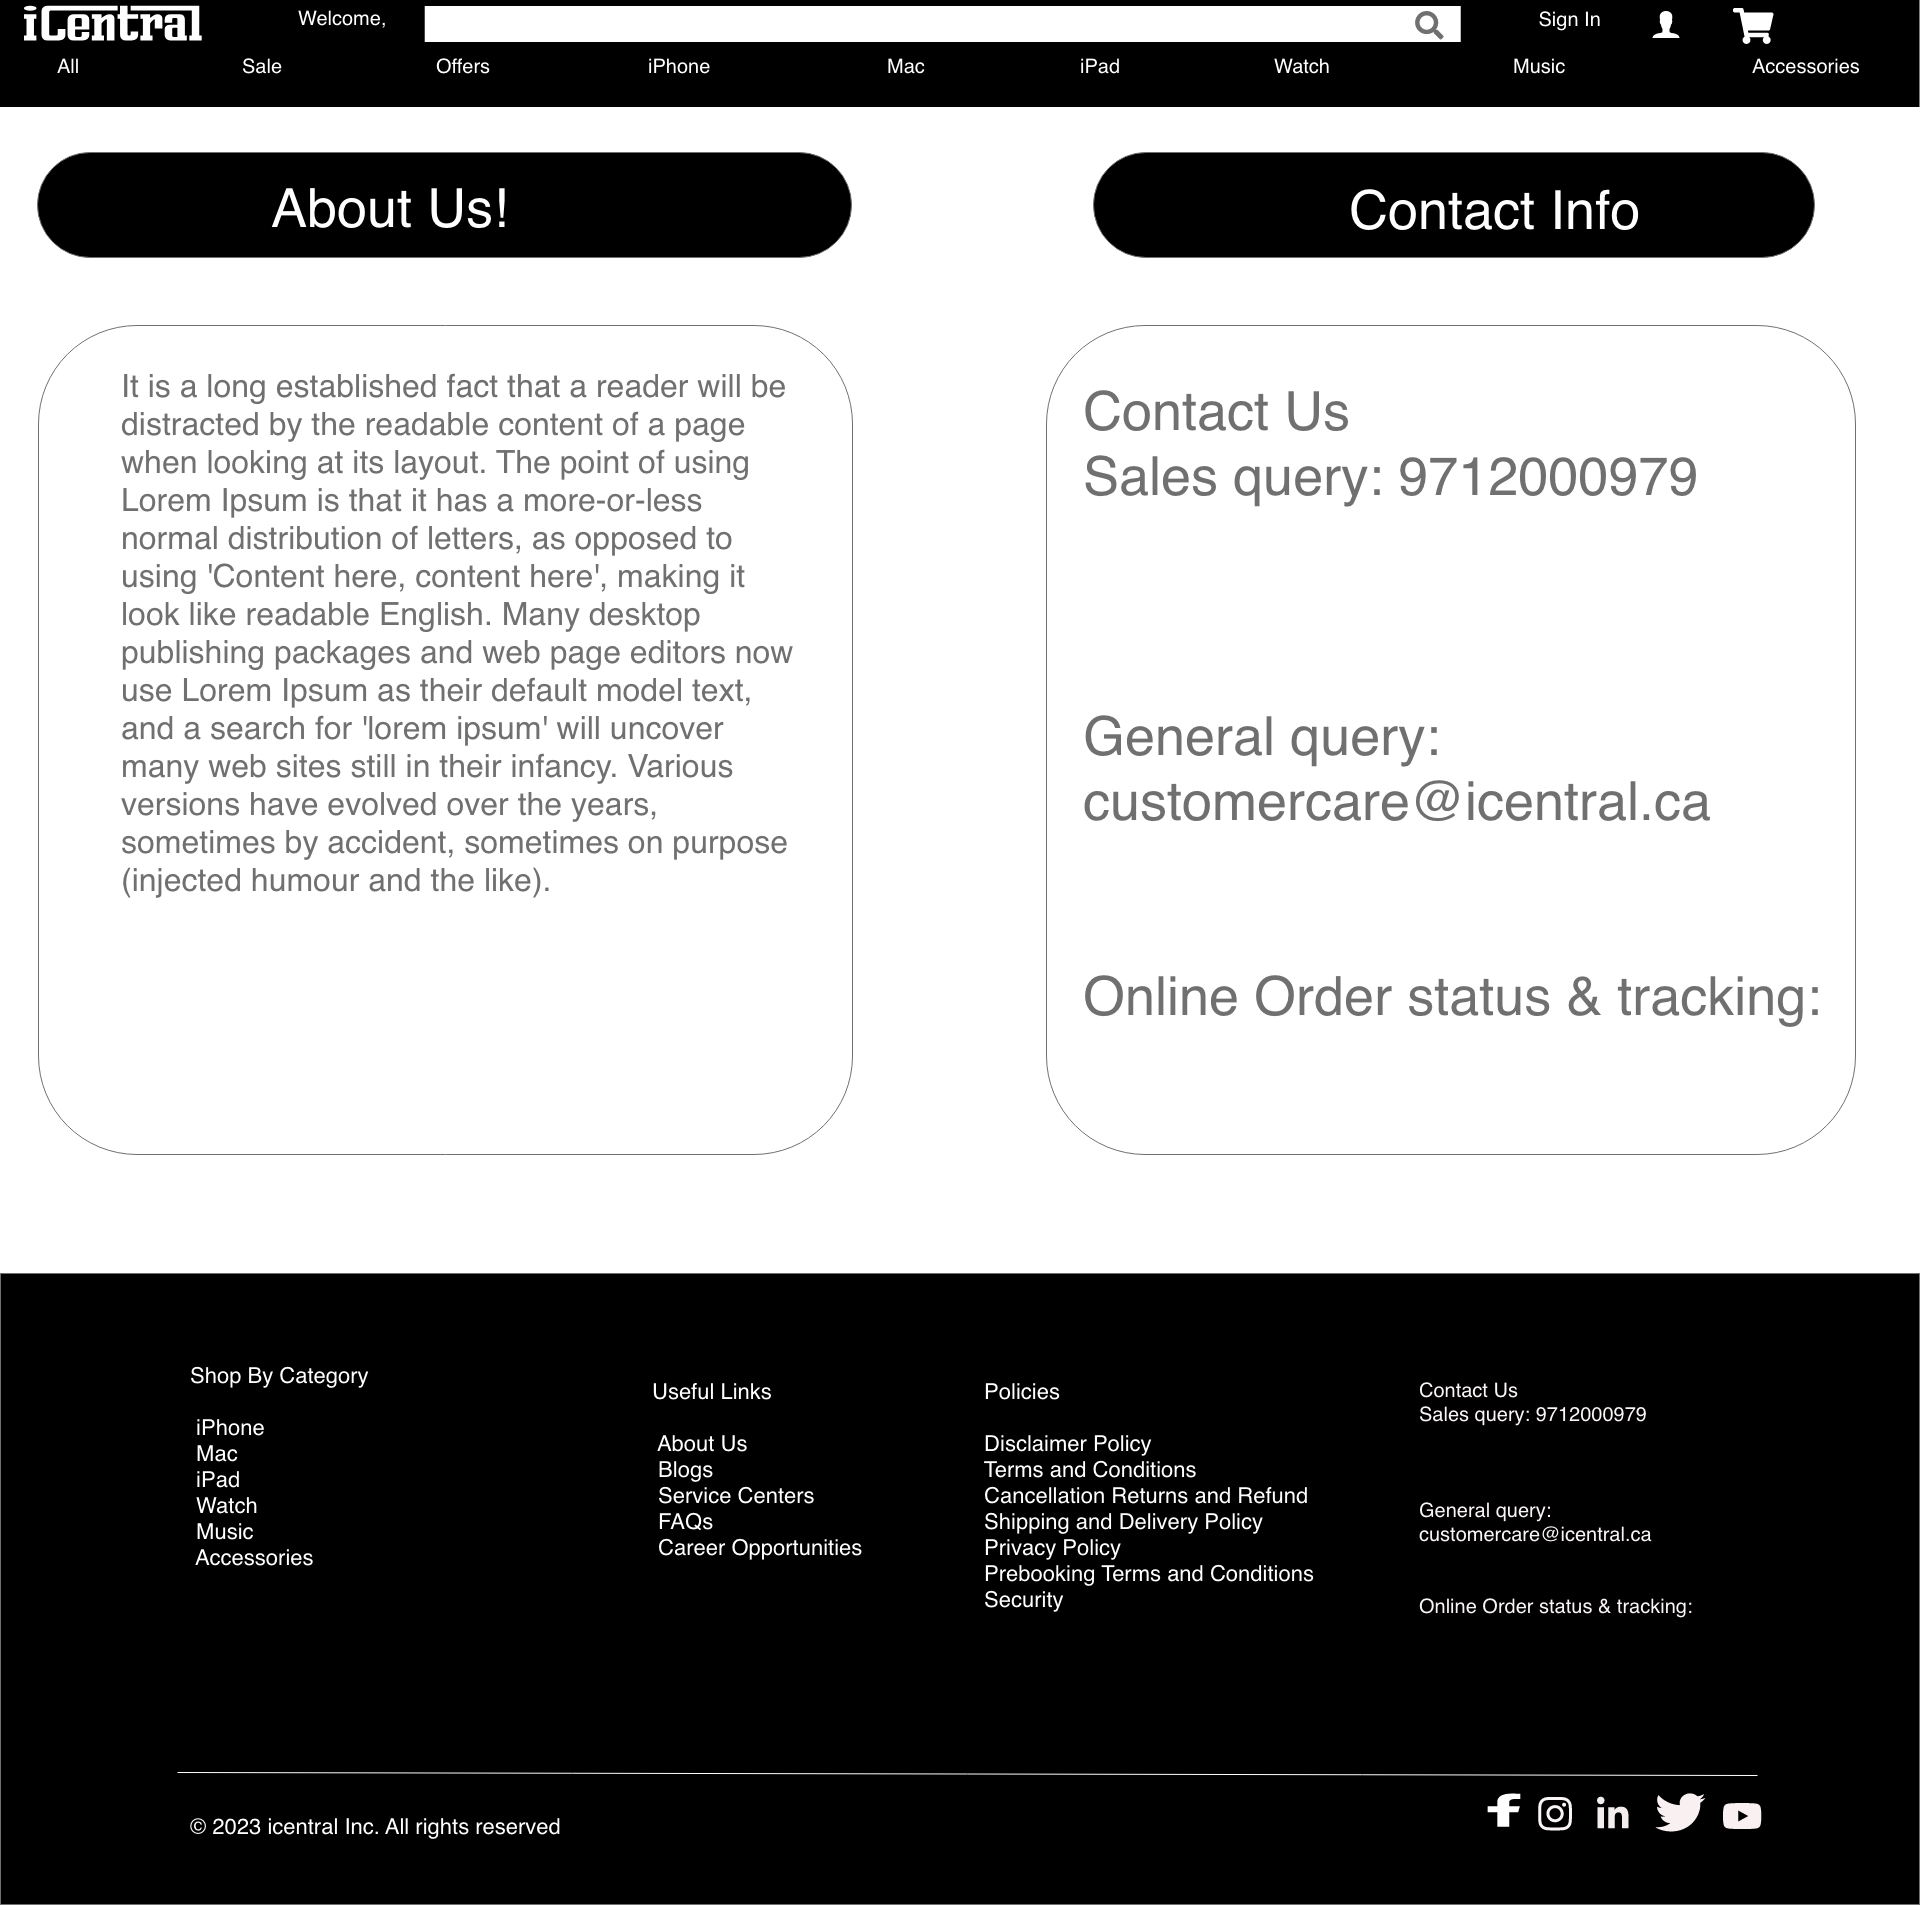 iCentral
Welcome,
Sign In
All
Sale
Offers
iPhone
Mac
iPad
Watch
Music
Accessories
About Us!
It is a long established fact that a reader will be
distracted by the readable content of a page
when looking at its layout. The point of using
Lorem Ipsum is that it has a more-or-less
normal distribution of letters, as opposed to
using 'Content here, content here', making it
look like readable English. Many desktop
publishing packages and web page editors now
use Lorem Ipsum as their default model text,
and a search for 'lorem ipsum' will uncover
many web sites still in their infancy. Various
versions have evolved over the years,
sometimes by accident, sometimes on purpose
(injected humour and the like).
Contact Info
Contact Us
Sales query: 9712000979
General query:
customercare@icentral.ca
Online Order status & tracking:
Shop By Category
iPhone
Mac
iPad
Watch
Music
Accessories
Useful Links
About Us
Blogs
Service Centers
FAQs
Career Opportunities
Policies
Disclaimer Policy
Terms and Conditions
Cancellation Returns and Refund
Shipping and Delivery Policy
Privacy Policy
Prebooking Terms and Conditions
Security
Contact Us
Sales query: 9712000979
General query:
customercare@icentral.ca
Online Order status & tracking:
© 2023 icentral Inc. All rights reserved